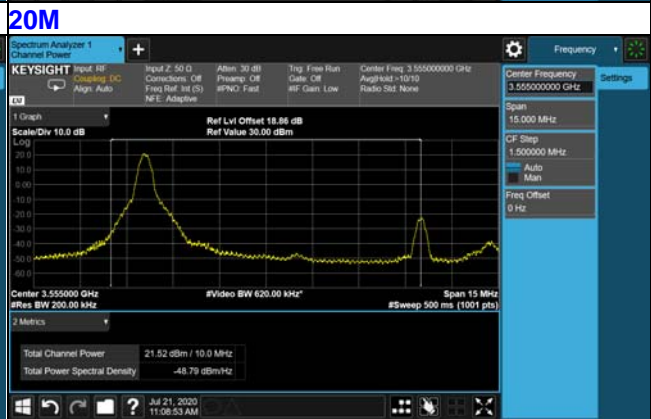 20M
Spectrum Analyzer 1
Channel Power
Frequency
KEYSIGHT
Input: RF
Coupling: DC
Align: Auto
Input Z: 50 Ω
Corrections: Off
Freq Ref: Int (S)
NFE: Adaptive
Atten: 30 dB
Preamp: Off
#PNO: Fast
Trig: Free Run
Gate: Off
#IF Gain: Low
Center Freq: 3.555000000 GHz
Avg|Hold:>10/10
Radio Std: None
Center Frequency
3.555000000 GHz
Settings
Span
15.000 MHz
CF Step
1.500000 MHz
Auto
Man
Freq Offset
0 Hz
1 Graph
Scale/Div 10.0 dB
Ref Lvl Offset 18.86 dB
Ref Value 30.00 dBm
Log
20.0
10.0
0.00
-10.0
-20.0
-30.0
-40.0
-50.0
-60.0
Center 3.555000 GHz
#Res BW 200.00 kHz
#Video BW 620.00 kHz*
Span 15 MHz
#Sweep 500 ms (1001 pts)
2 Metrics
Total Channel Power 21.52 dBm / 10.0 MHz
Total Power Spectral Density -48.79 dBm/Hz
?
Jul 21, 2020
11:08:53 AM